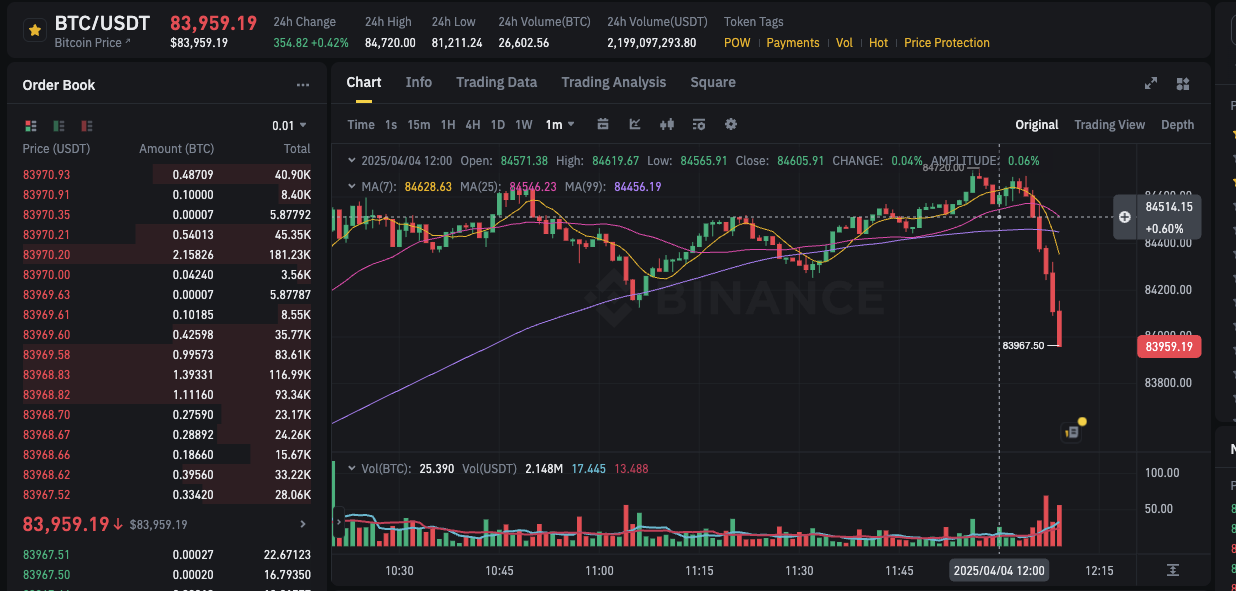 BTC/USDT
Bitcoin Price
83,959.19
$83,959.19
24h Change
354.82 +0.42%
24h High
84,720.00
24h Low
81,211.24
24h Volume(BTC)
26,602.56
24h Volume(USDT)
2,199,097,293.80
Token Tags
POW Payments Vol Hot Price Protection
Order Book
0.01
Price (USDT) Amount (BTC) Total
83970.93 0.48709 40.90K
83970.91 0.10000 8.40K
83970.35 0.00007 5.87792
83970.21 0.54013 45.35K
83970.20 2.15826 181.23K
83970.00 0.04240 3.56K
83969.63 0.00007 5.87787
83969.61 0.10185 8.55K
83969.60 0.42598 35.77K
83969.58 0.99573 83.61K
83968.83 1.39331 116.99K
83968.82 1.11160 93.34K
83968.70 0.27590 23.17K
83968.67 0.28892 24.26K
83968.66 0.18660 15.67K
83968.62 0.39560 33.22K
83967.52 0.33420 28.06K
83,959.19 $83,959.19
83967.51 0.00027 22.67123
83967.50 0.00020 16.79350
Chart Info Trading Data Trading Analysis Square
Time 1s 15m 1H 4H 1D 1W 1m
Original Trading View Depth
2025/04/04 12:00 Open: 84571.38 High: 84619.67 Low: 84565.91 Close: 84605.91 CHANGE: 0.04% AMPLITUDE: 0.06%
84720.00
MA(7): 84628.63 MA(25): 84546.23 MA(99): 84456.19
84600.00
84514.15
+0.60%
84400.00
84200.00
BINANCE
84000.00
83967.50
83959.19
83800.00
Vol(BTC): 25.390 Vol(USDT) 2.148M 17.445 13.488
100.00
50.00
10:30 10:45 11:00 11:15 11:30 11:45 2025/04/04 12:00 12:15